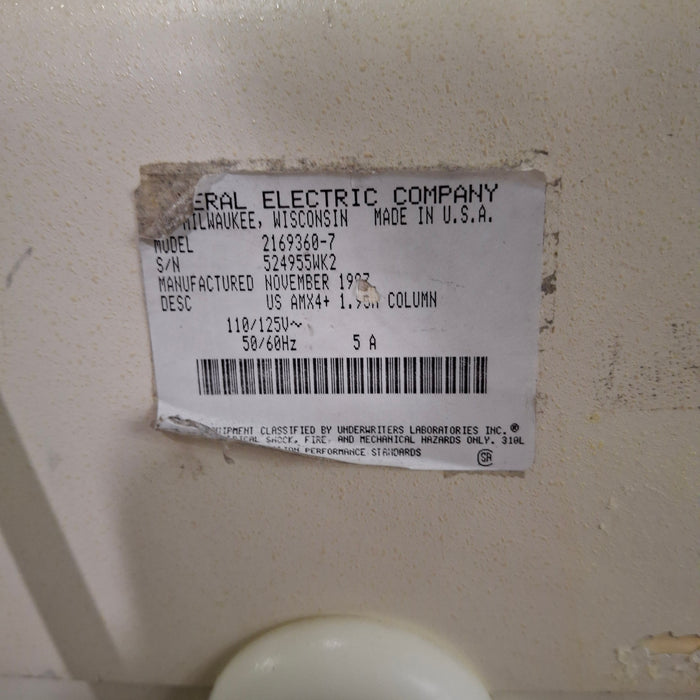 ERAL ELECTRIC COMPANY
MILWAUKEE, WISCONSIN MADE IN U.S.A.
MODEL 2169360-7
S/N 524955WK2
MANUFACTURED NOVEMBER
DESC US AMX4+ COLUMN
110/125V~
50/60Hz 5 A
CLASSIFIED BY UNDERWRITERS LABORATORIES INC.®
SHOCK, FIRE, AND MECHANICAL HAZARDS ONLY. 310L
PERFORMANCE STANDARDS